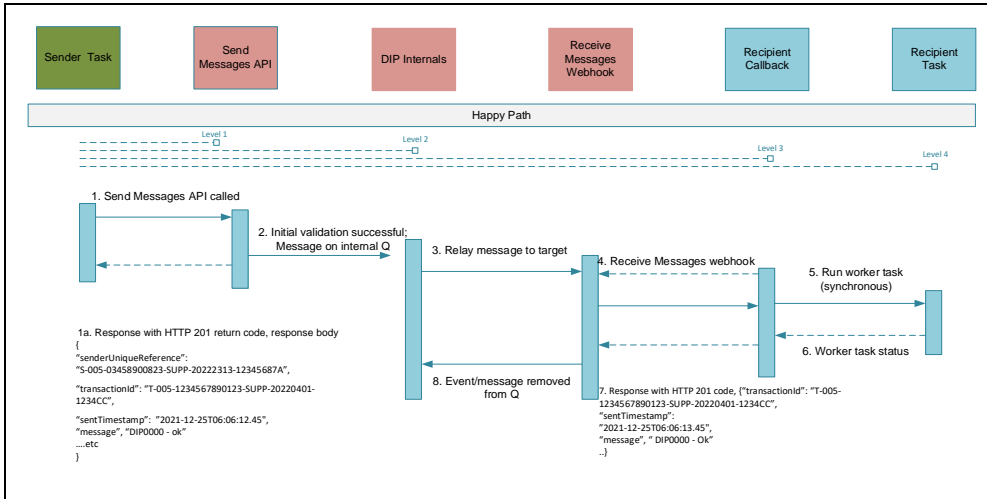 Sender Task
Send
Messages API
DIP Internals
Receive
Messages
Webhook
Recipient
Callback
Recipient
Task
Happy Path
Level 1
Level 2
Level 3
Level 4
1. Send Messages API called
2. Initial validation successful;
Message on internal Q
3. Relay message to target
4. Receive Messages webhook
5. Run worker task
(synchronous)
6. Worker task status
1a. Response with HTTP 201 return code, response body
{
“senderUniqueReference”:
“S-005-03458900823-SUPP-20222313-12345687A”,
“transactionId”: “T-005-1234567890123-SUPP-20220401-
1234CC”,
“sentTimestamp”: "2021-12-25T06:06:12.45”,
“message”, “DIP0000 - ok”
....etc
}
8. Event/message removed
from Q
7. Response with HTTP 201 code, {“transactionId”: “T-005-
1234567890123-SUPP-20220401-1234CC”,
“sentTimestamp”:
"2021-12-25T06:06:13.45”,
“message”, “ DIP0000 - Ok”
..}